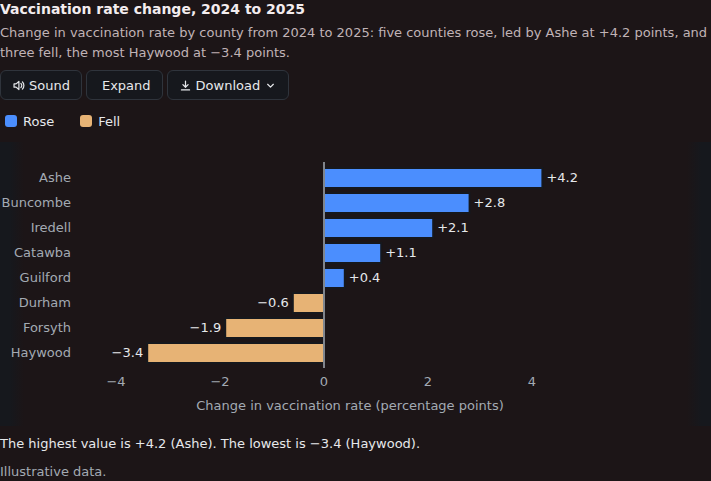 Vaccination rate change, 2024 to 2025
Change in vaccination rate by county from 2024 to 2025: five counties rose, led by Ashe at +4.2 points, and
three fell, the most Haywood at −3.4 points.
Sound Expand Download
Rose Fell
Ashe +4.2
Buncombe +2.8
Iredell +2.1
Catawba +1.1
Guilford +0.4
Durham −0.6
Forsyth −1.9
Haywood −3.4
−4 −2 0 2 4
Change in vaccination rate (percentage points)
The highest value is +4.2 (Ashe). The lowest is −3.4 (Haywood).
Illustrative data.